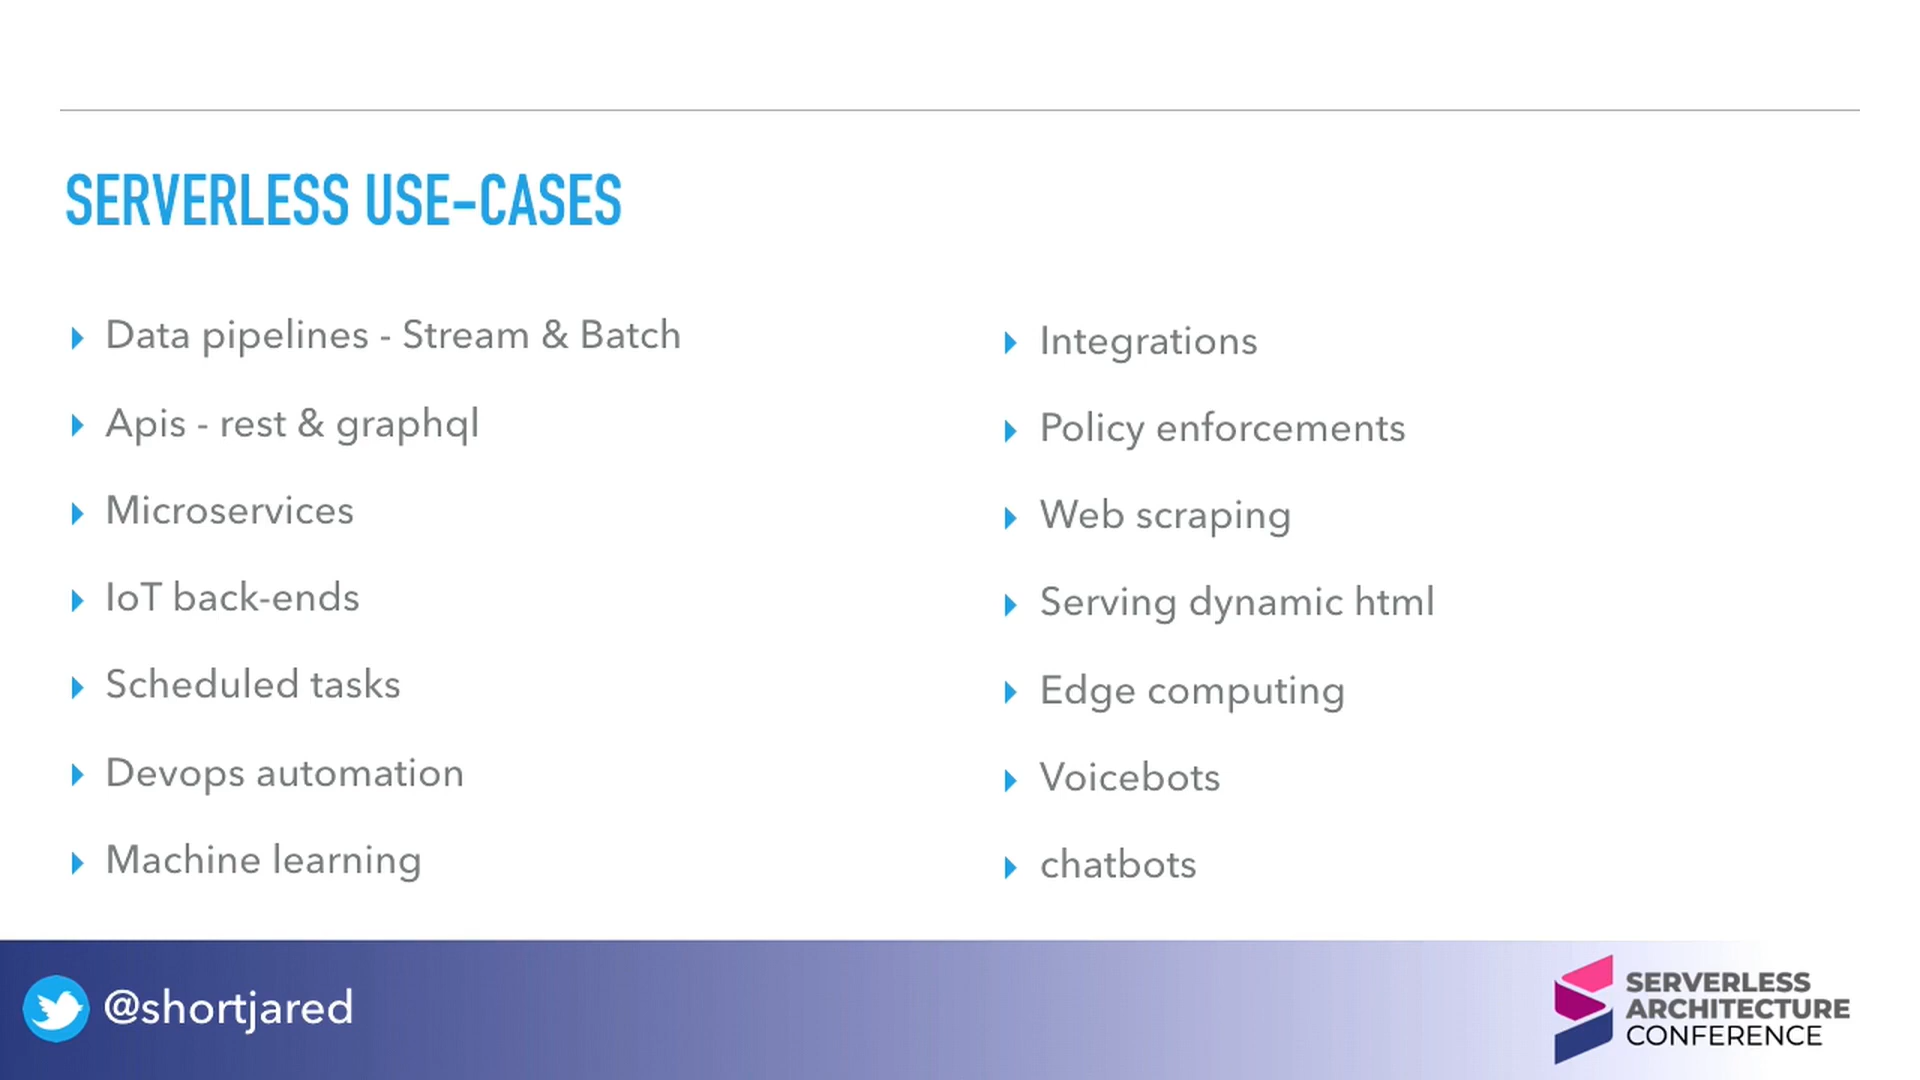 SERVERLESS USE-CASES
Data pipelines - Stream & Batch
Apis - rest & graphql
Microservices
IoT back-ends
Scheduled tasks
Devops automation
Machine learning
Integrations
Policy enforcements
Web scraping
Serving dynamic html
Edge computing
Voicebots
chatbots
@shortjared
SERVERLESS
ARCHITECTURE
CONFERENCE